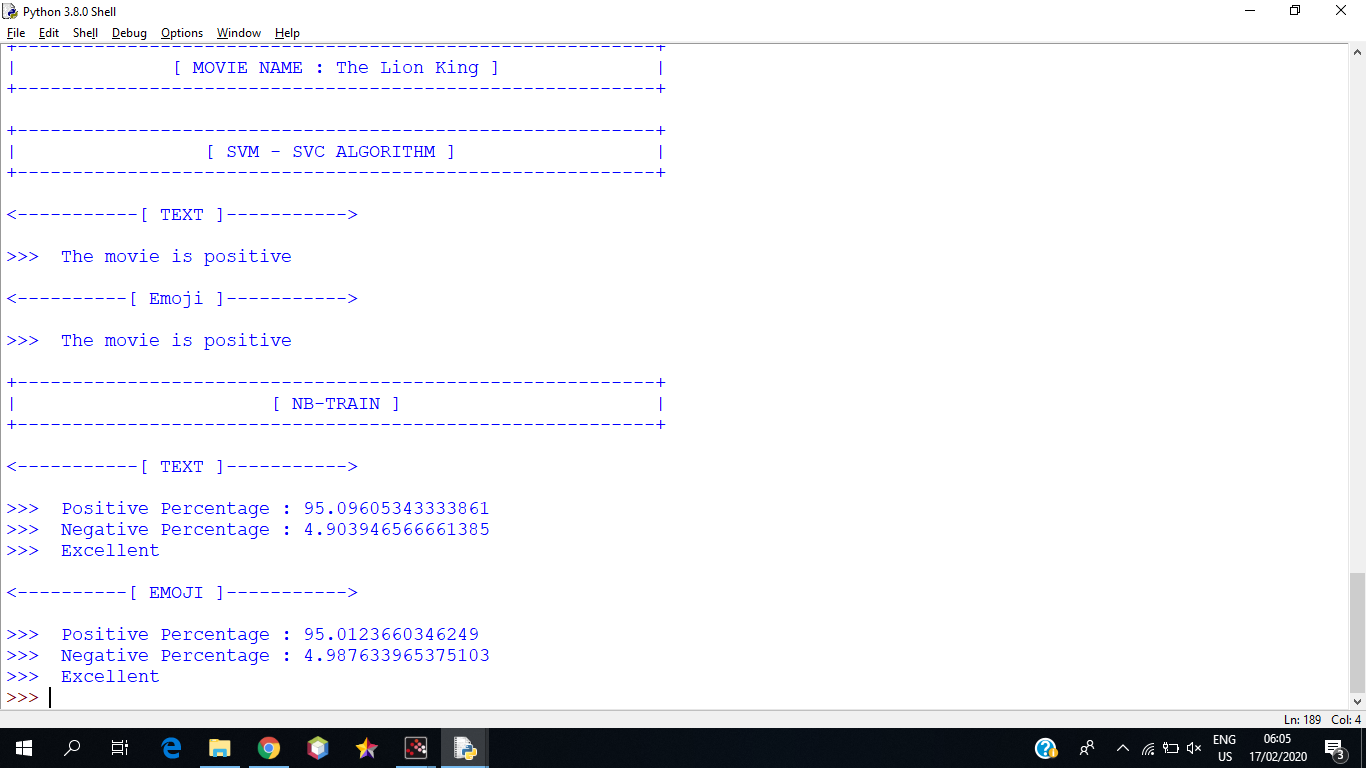 Python 3.8.0 Shell
File Edit Shell Debug Options Window Help
+----------------------------------------------------------+
| [ MOVIE NAME : The Lion King ] |
+----------------------------------------------------------+
+----------------------------------------------------------+
| [ SVM - SVC ALGORITHM ] |
+----------------------------------------------------------+
<-----------[ TEXT ]----------->
>>> The movie is positive
<----------[ Emoji ]----------->
>>> The movie is positive
+----------------------------------------------------------+
| [ NB-TRAIN ] |
+----------------------------------------------------------+
<-----------[ TEXT ]----------->
>>> Positive Percentage : 95.09605343333861
>>> Negative Percentage : 4.903946566661385
>>> Excellent
<----------[ EMOJI ]----------->
>>> Positive Percentage : 95.0123660346249
>>> Negative Percentage : 4.987633965375103
>>> Excellent
>>>
Ln: 189 Col: 4
ENG 06:05
US 17/02/2020 3